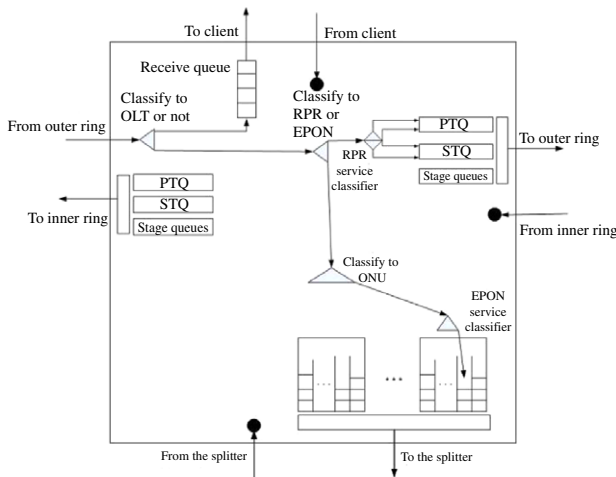 To client
From client
Receive queue
Classify to
OLT or not
Classify to
RPR or
EPON
From outer ring
PTQ
To outer ring
STQ
RPR
service
classifier
Stage queues
PTQ
STQ
Stage queues
To inner ring
From inner ring
Classify to
ONU
EPON
service
classifier
...
...
...
From the splitter
To the splitter